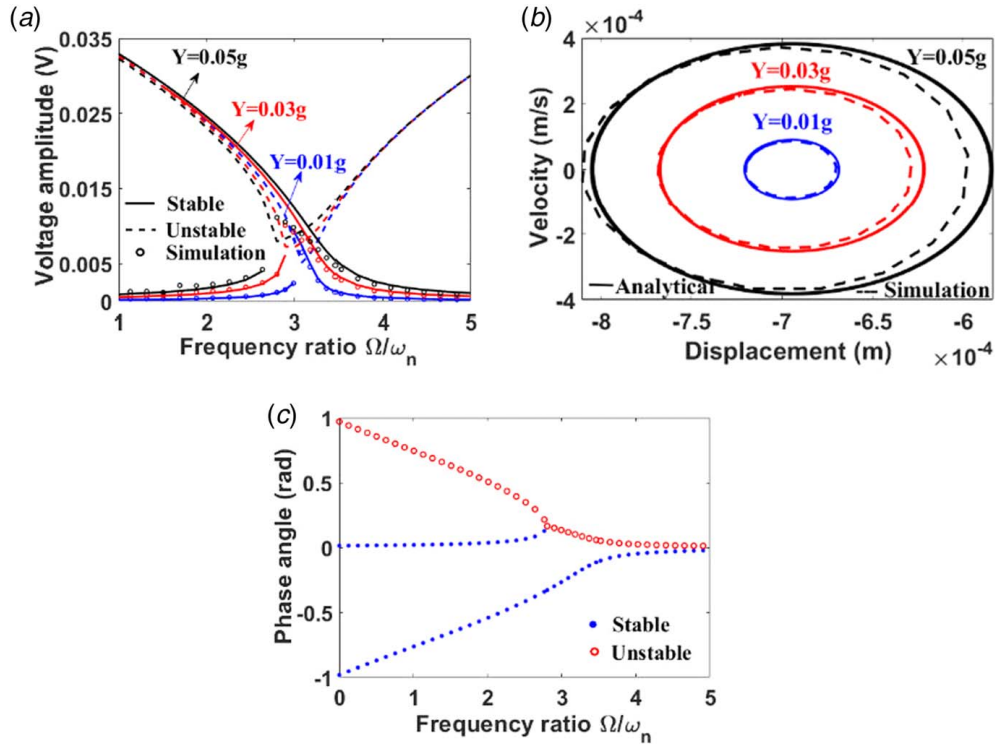 (a)
0.035
0.025
0.015
0.005
0
Voltage amplitude (V)
Y=0.05g
Y=0.03g
Y=0.01g
Stable
Unstable
Simulation
1 2 3 4 5
Frequency ratio Ω/ωn
(b)
×10-4
4
2
0
-2
-4
Velocity (m/s)
Y=0.05g
Y=0.03g
Y=0.01g
Analytical
Simulation
-8 -7.5 -7 -6.5 -6
Displacement (m)
×10-4
(c)
1
0.5
0
-0.5
-1
Phase angle (rad)
Stable
Unstable
0 1 2 3 4 5
Frequency ratio Ω/ωn